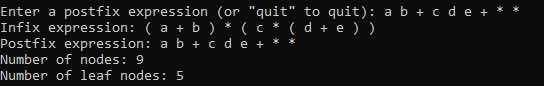 Enter a postfix expression (or "quit" to quit): a b + c d e + * *
Infix expression: ( a + b ) * ( c * ( d + e ) )
Postfix expression: a b + c d e + * *
Number of nodes: 9
Number of leaf nodes: 5